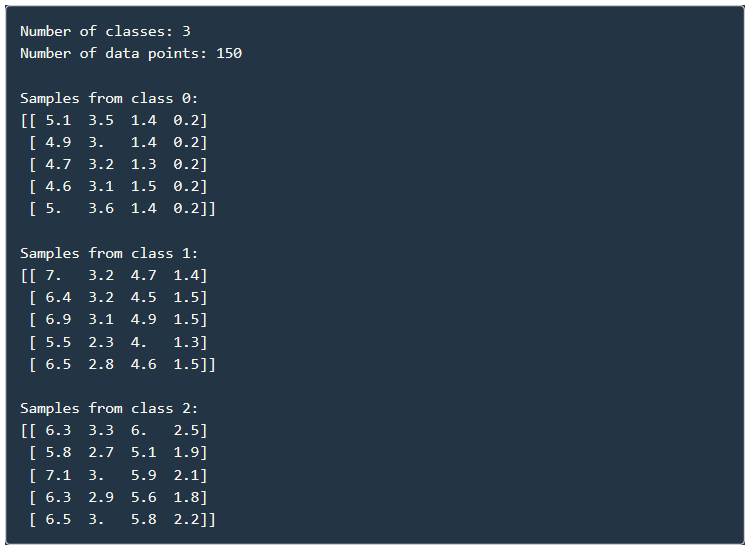 Number of classes: 3
Number of data points: 150

Samples from class 0:
[[ 5.1  3.5  1.4  0.2]
 [ 4.9  3.   1.4  0.2]
 [ 4.7  3.2  1.3  0.2]
 [ 4.6  3.1  1.5  0.2]
 [ 5.   3.6  1.4  0.2]]

Samples from class 1:
[[ 7.   3.2  4.7  1.4]
 [ 6.4  3.2  4.5  1.5]
 [ 6.9  3.1  4.9  1.5]
 [ 5.5  2.3  4.   1.3]
 [ 6.5  2.8  4.6  1.5]]

Samples from class 2:
[[ 6.3  3.3  6.   2.5]
 [ 5.8  2.7  5.1  1.9]
 [ 7.1  3.   5.9  2.1]
 [ 6.3  2.9  5.6  1.8]
 [ 6.5  3.   5.8  2.2]]